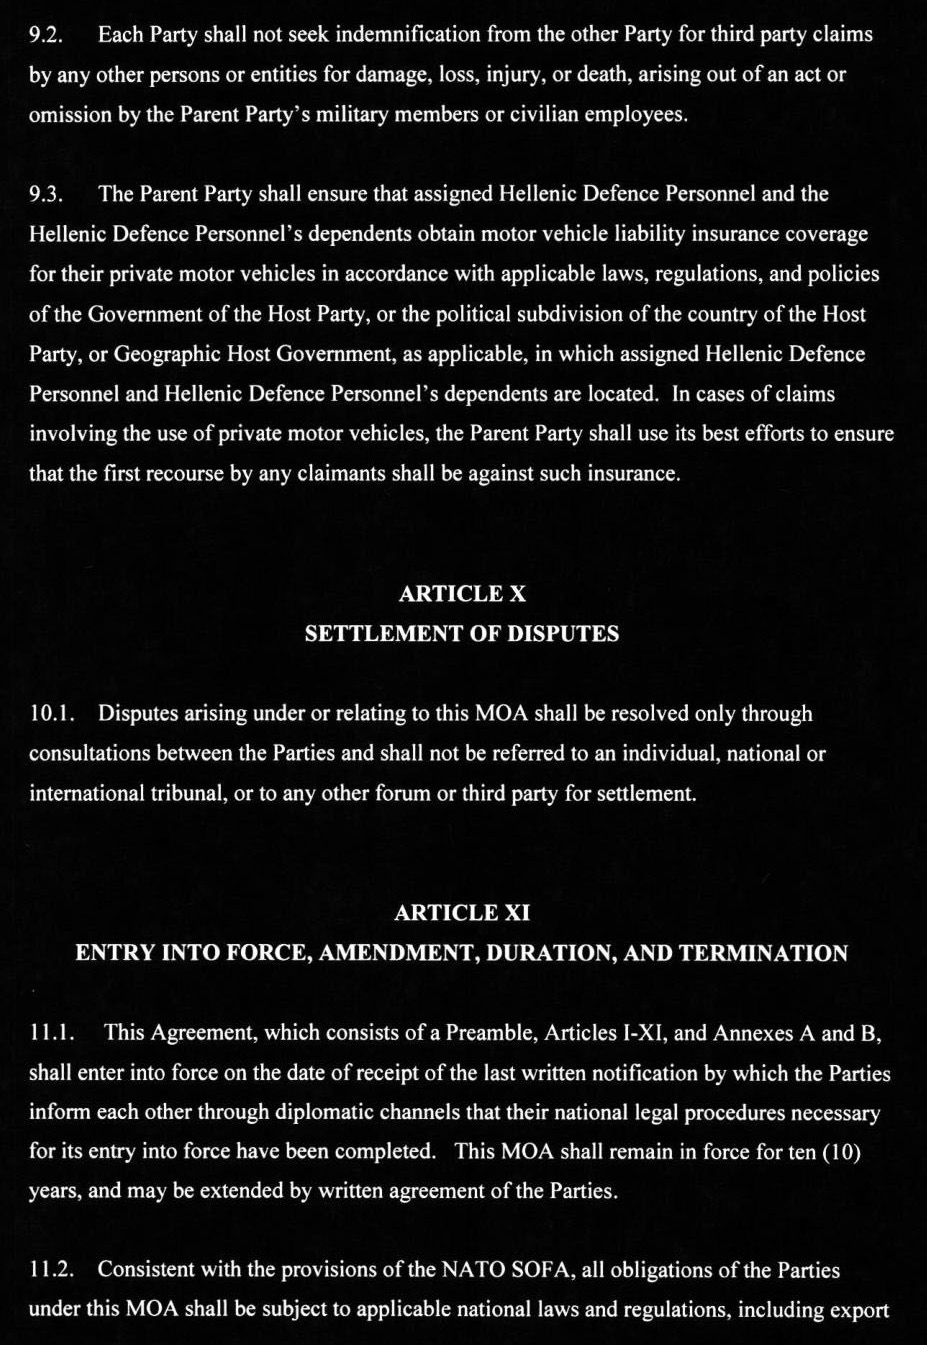 9.2. Each Party shall not seek indemnification from the other Party for third party claims
by any other persons or entities for damage, loss, injury, or death, arising out of an act or
omission by the Parent Party's military members or civilian employees.
9.3. The Parent Party shall ensure that assigned Hellenic Defence Personnel and the
Hellenic Defence Personnel's dependents obtain motor vehicle liability insurance coverage
for their private motor vehicles in accordance with applicable laws, regulations, and policies
of the Government of the Host Party, or the political subdivision of the country of the Host
Party, or Geographic Host Government, as applicable, in which assigned Hellenic Defence
Personnel and Hellenic Defence Personnel's dependents are located. In cases of claims
involving the use of private motor vehicles, the Parent Party shall use its best efforts to ensure
that the first recourse by any claimants shall be against such insurance.
ARTICLE X
SETTLEMENT OF DISPUTES
10.1. Disputes arising under or relating to this MOA shall be resolved only through
consultations between the Parties and shall not be referred to an individual, national or
international tribunal, or to any other forum or third party for settlement.
ARTICLE XI
ENTRY INTO FORCE, AMENDMENT, DURATION, AND TERMINATION
11.1. This Agreement, which consists of a Preamble, Articles I-XI, and Annexes A and B,
shall enter into force on the date of receipt of the last written notification by which the Parties
inform each other through diplomatic channels that their national legal procedures necessary
for its entry into force have been completed. This MOA shall remain in force for ten (10)
years, and may be extended by written agreement of the Parties.
11.2. Consistent with the provisions of the NATO SOFA, all obligations of the Parties
under this MOA shall be subject to applicable national laws and regulations, including export